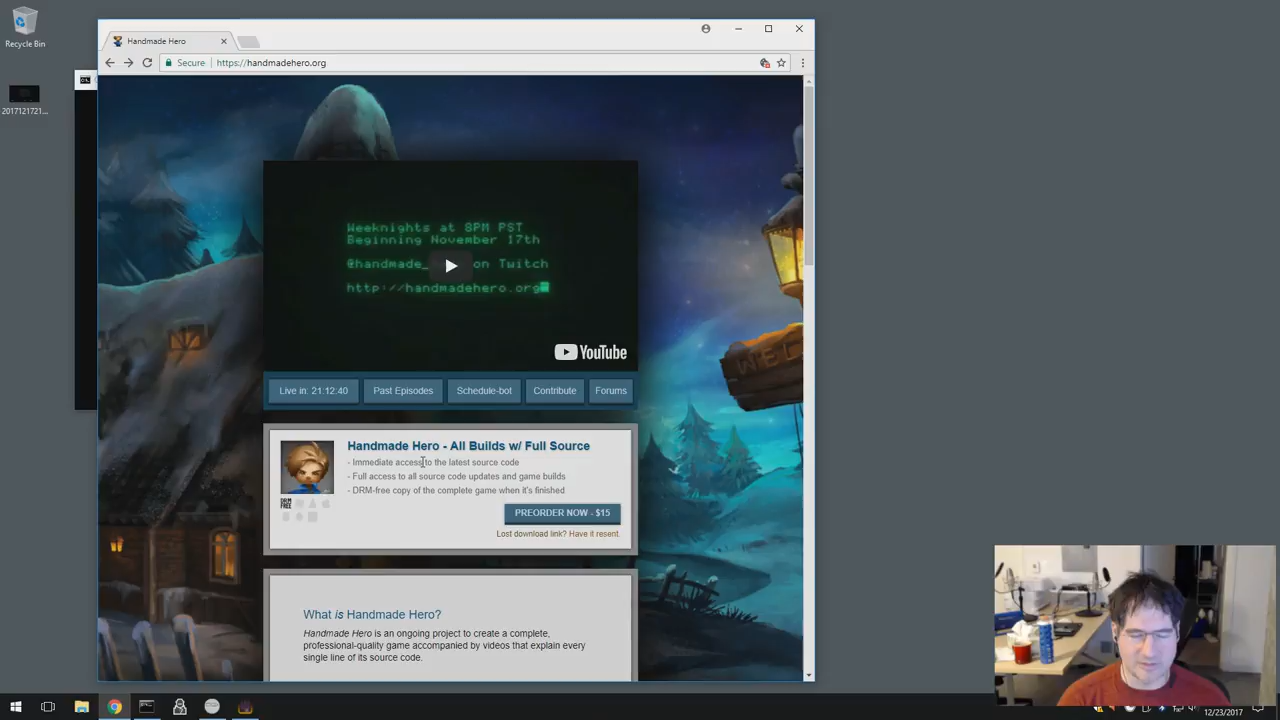 Handmade Hero
Secure
https://handmadehero.org
Recycle Bin
2017121721...
Weeknights at 8PM PST
Beginning November 17th
@handmade_
on Twitch
http://handmadehero.org
YouTube
Live in: 21:12:40
Past Episodes
Schedule-bot
Contribute
Forums
WEL
Handmade Hero - All Builds w/ Full Source
- Immediate access to the latest source code
- Full access to all source code updates and game builds
- DRM-free copy of the complete game when it's finished
DRM
FREE
PREORDER NOW - $15
Lost download link? Have it resent.
What is Handmade Hero?
Handmade Hero is an ongoing project to create a complete,
professional-quality game accompanied by videos that explain every
single line of its source code.
12/23/2017